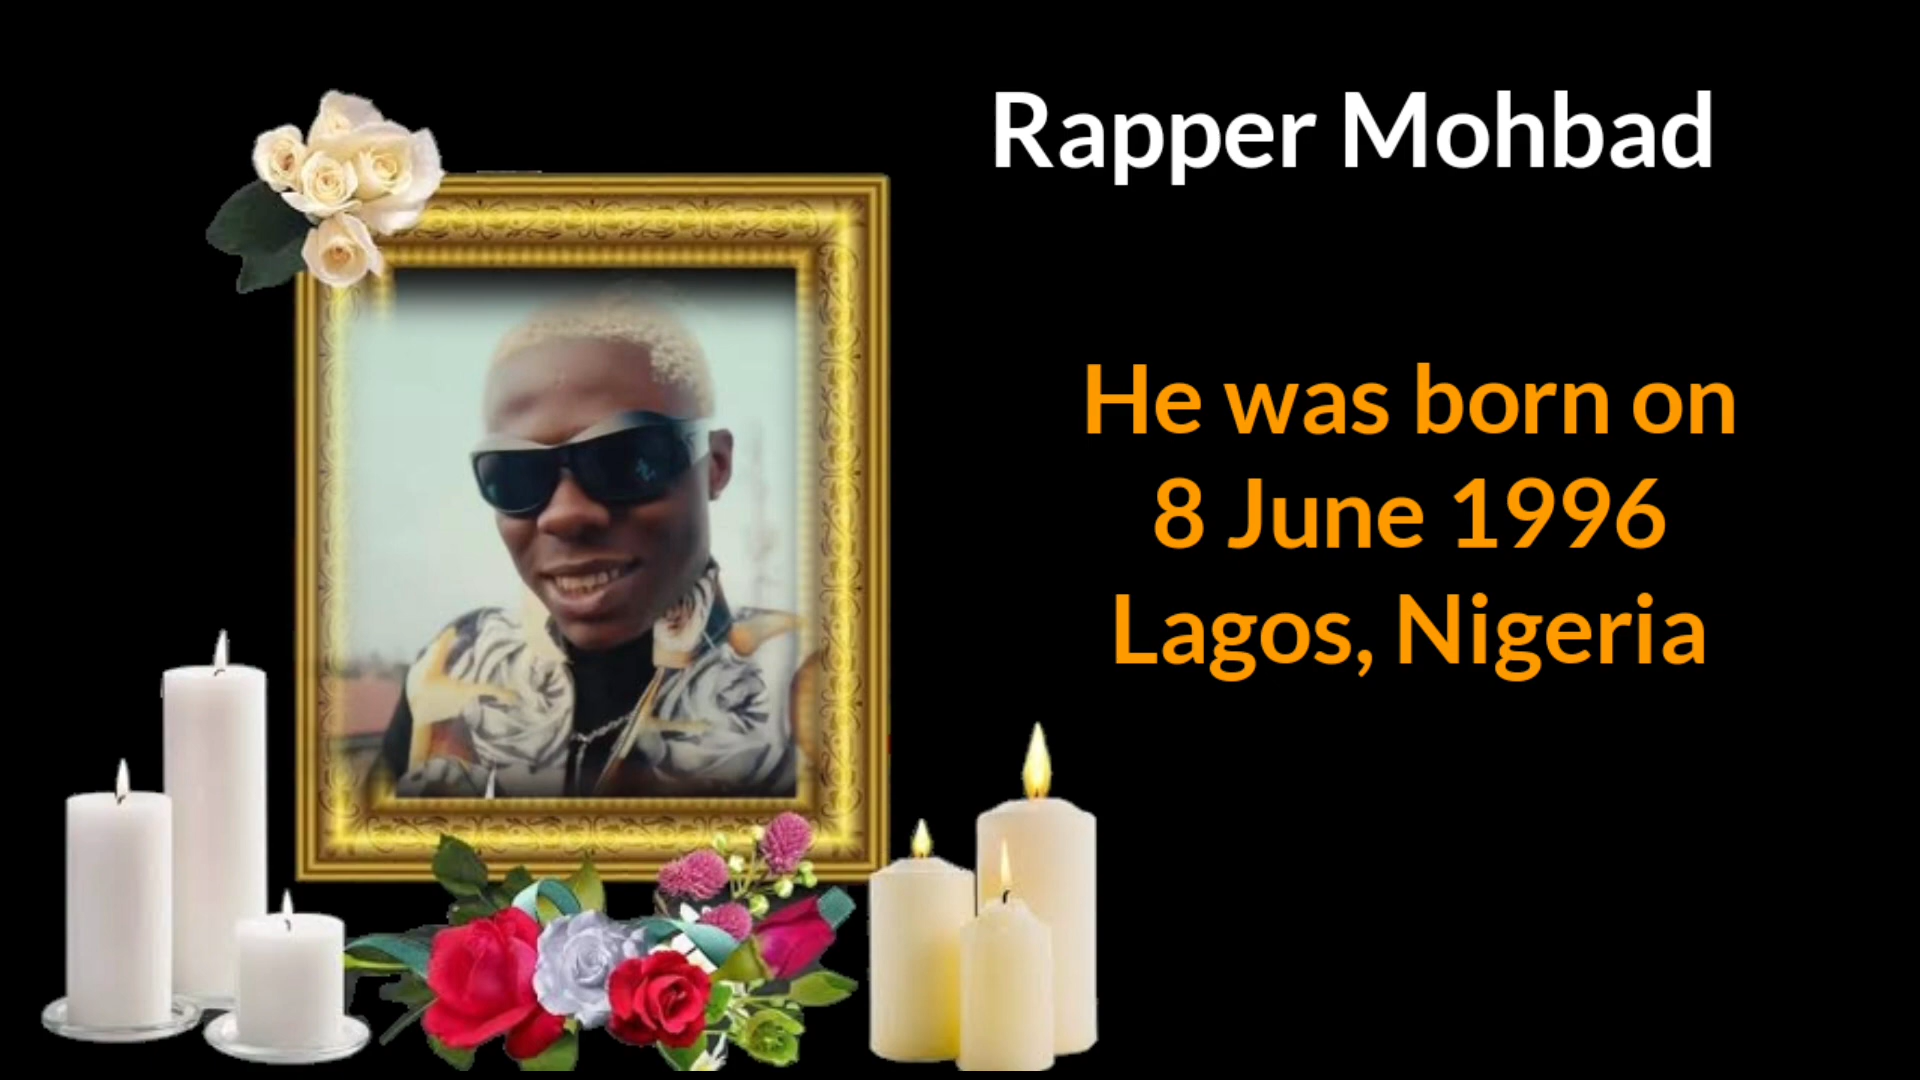 Rapper Mohbad
He was born on
8 June 1996
Lagos, Nigeria